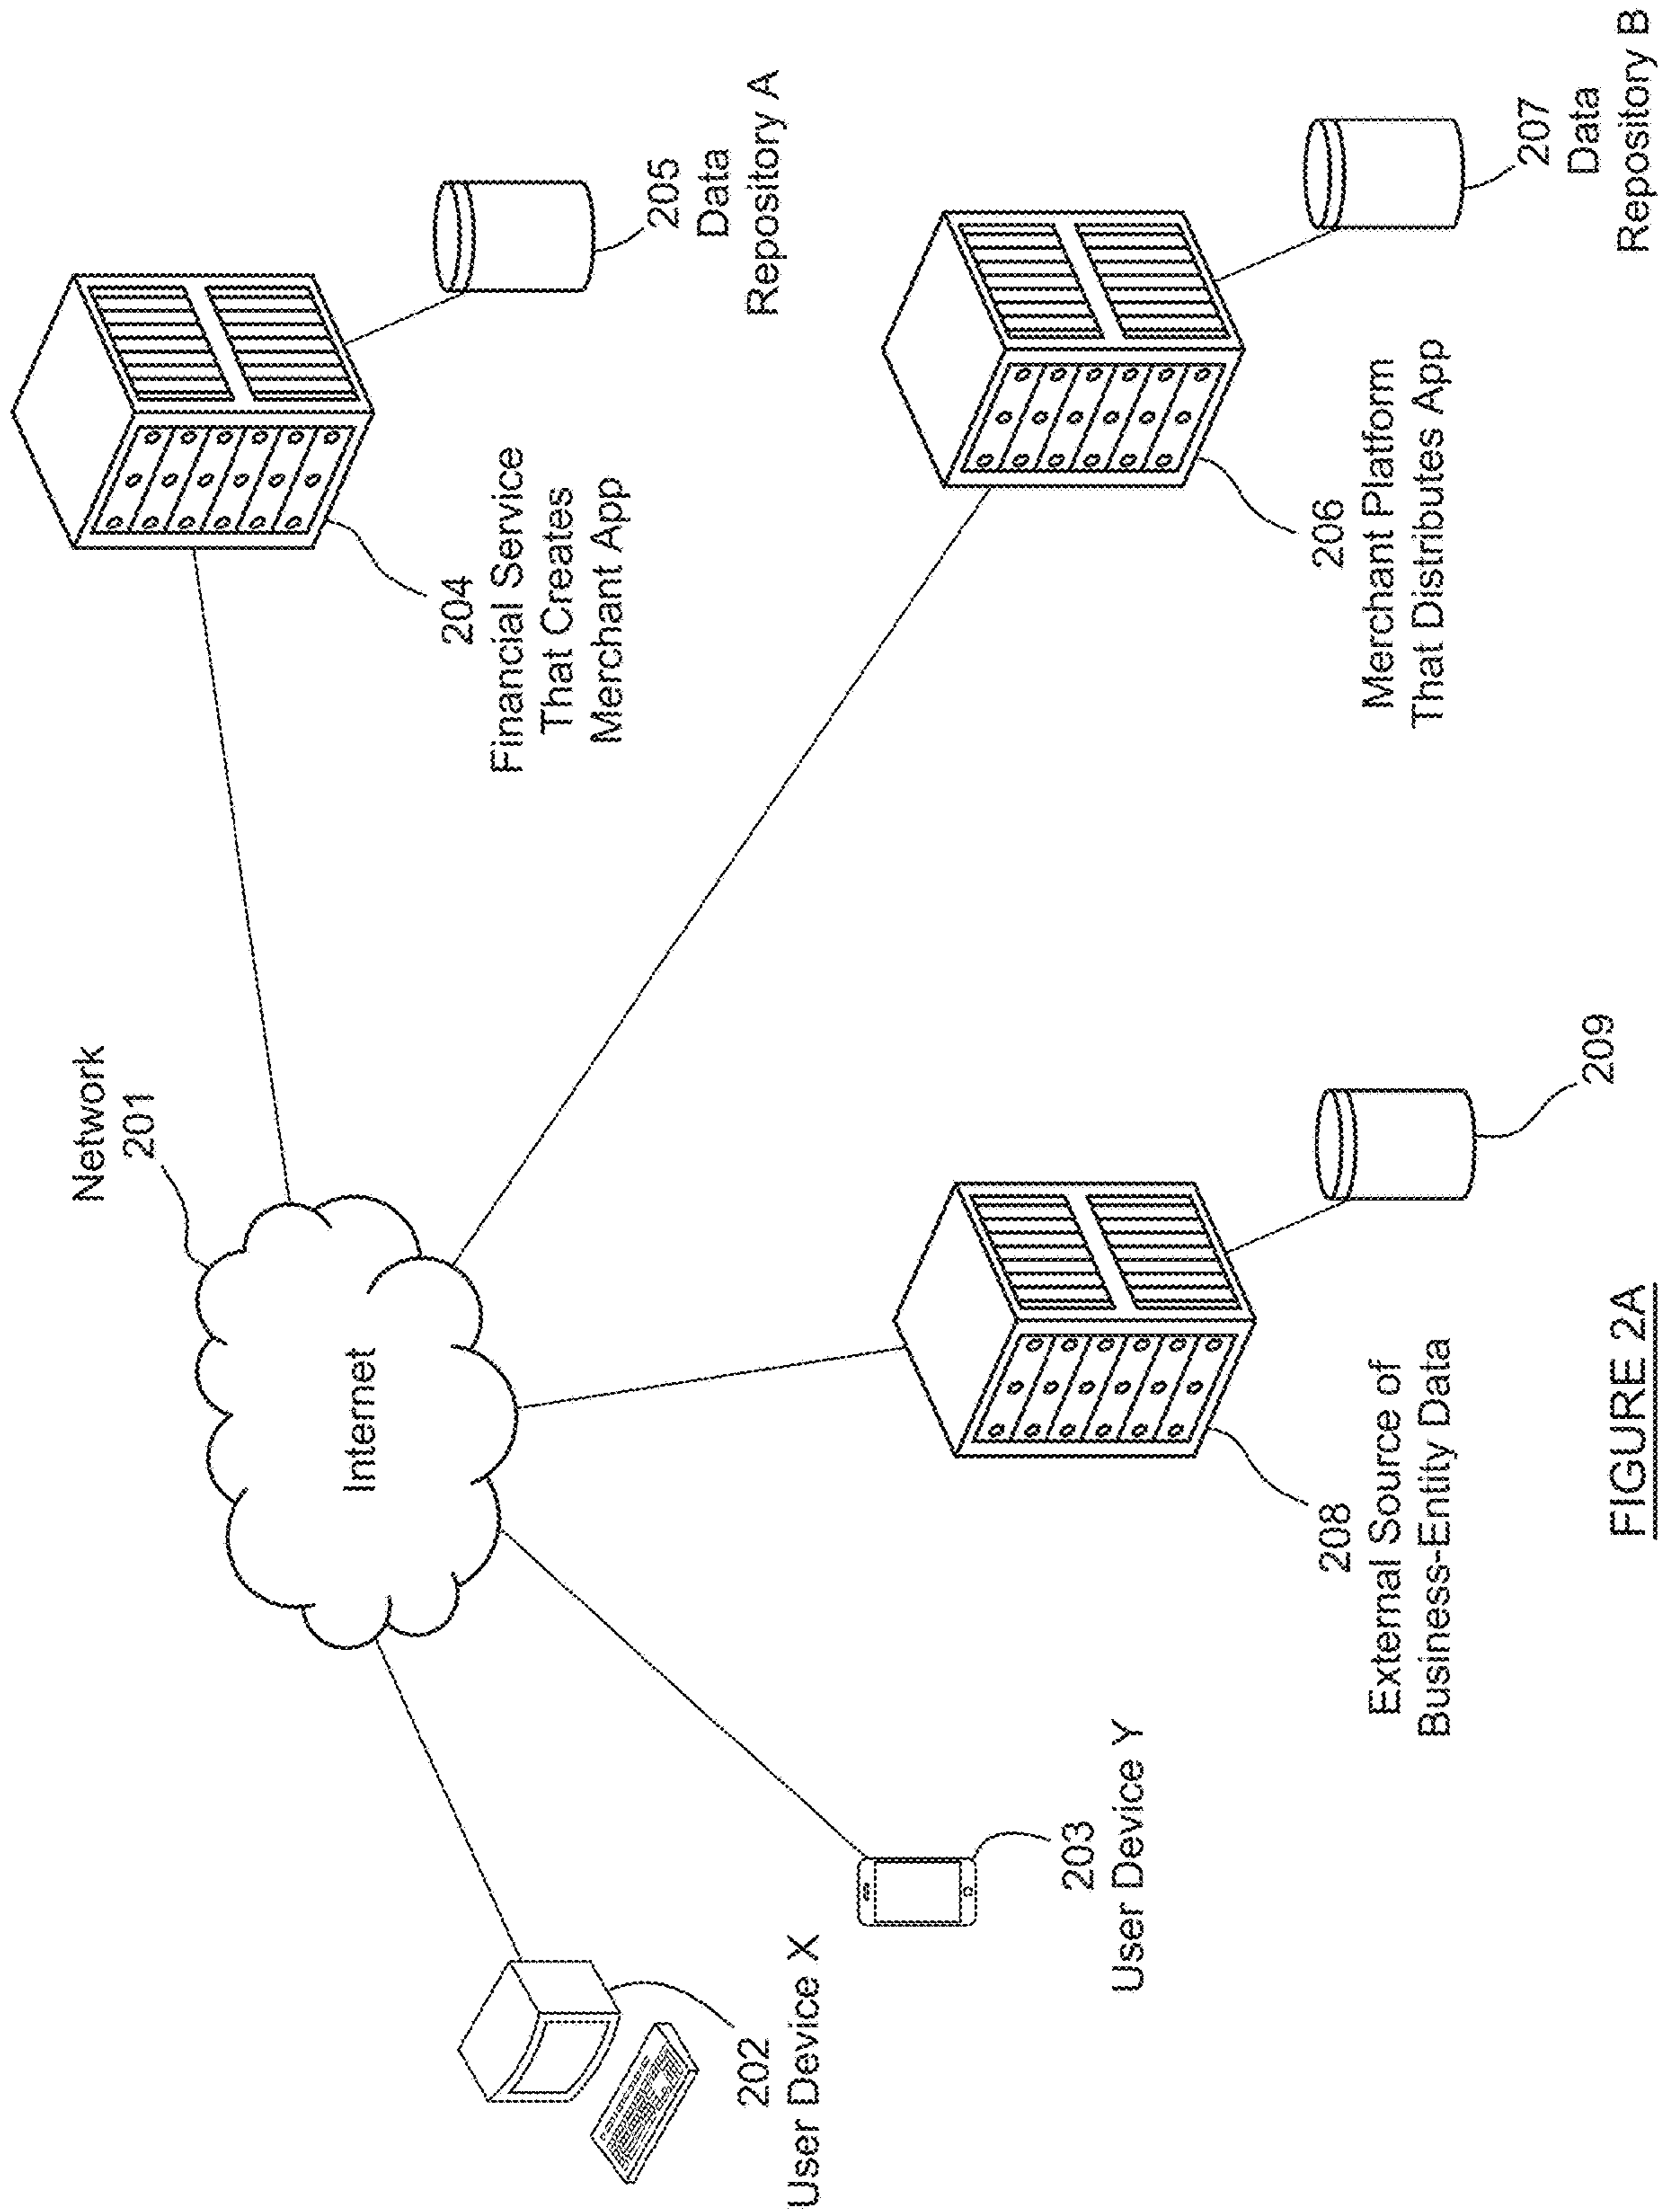 Network
201
Internet
204
Financial Service
That Creates
Merchant App
205
Data
Repository A
202
User Device X
203
User Device Y
208
External Source of
Business-Entity Data
209
206
Merchant Platform
That Distributes App
207
Data
Repository B
FIGURE 2A